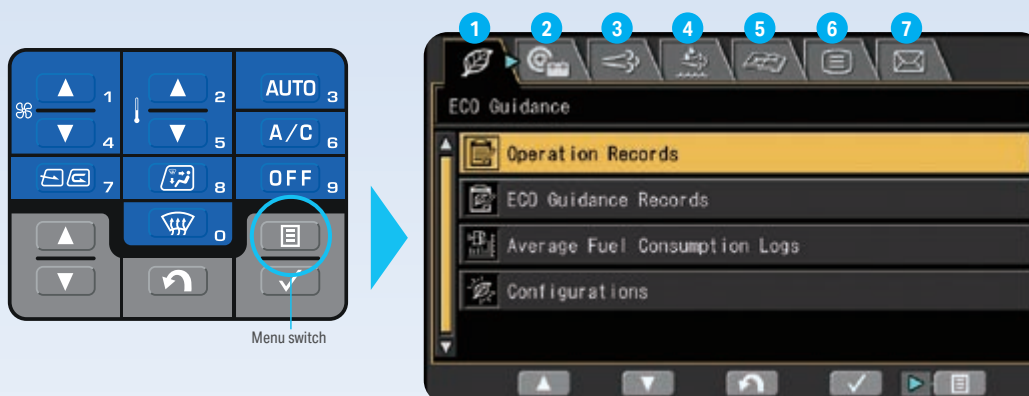 1
2
3
4
5
6
7
1
2
AUTO 3
4
5
A/C 6
7
8
OFF 9
0
Menu switch
ECO Guidance
Operation Records
ECO Guidance Records
Average Fuel Consumption Logs
Configurations